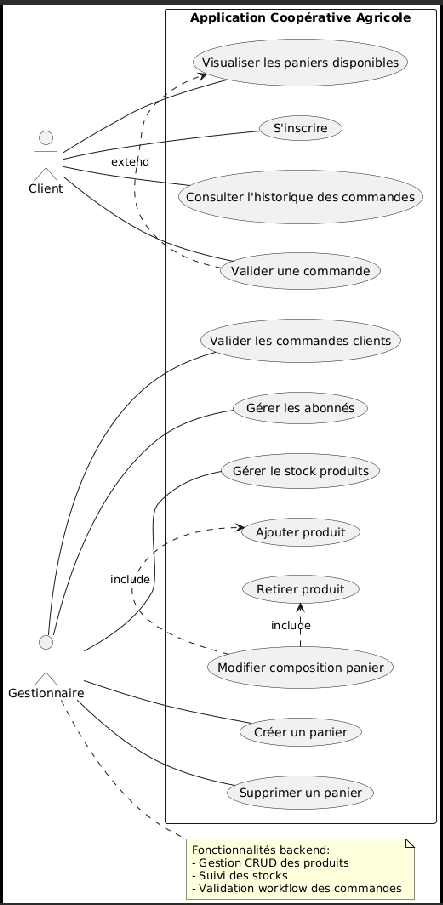 Application Coopérative Agricole
Visualiser les paniers disponibles
S'inscrire
extend
Client
Consulter l'historique des commandes
Valider une commande
Valider les commandes clients
Gérer les abonnés
Gérer le stock produits
Ajouter produit
include
Retirer produit
include
Modifier composition panier
Gestionnaire
Créer un panier
Supprimer un panier
Fonctionnalités backend:
- Gestion CRUD des produits
- Suivi des stocks
- Validation workflow des commandes